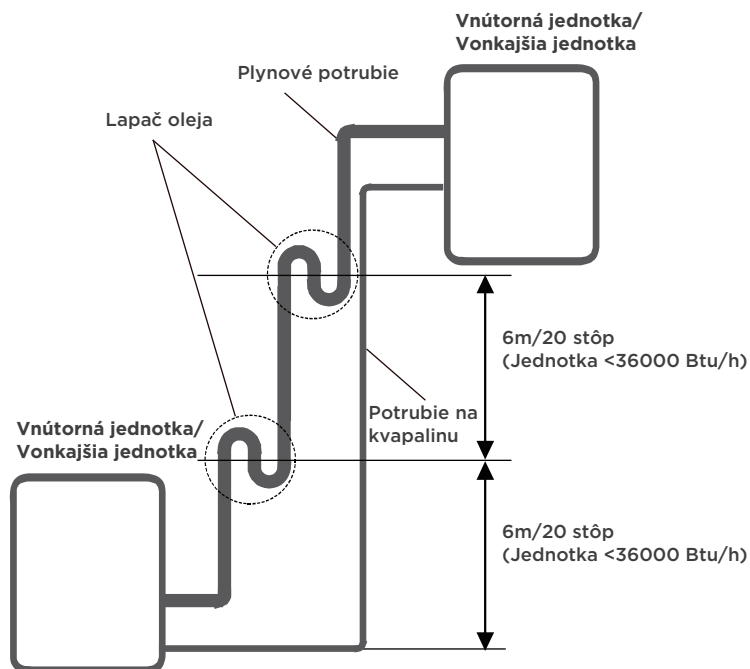 Vnútorná jednotka/
Vonkajšia jednotka
Plynové potrubie
Lapač oleja
6m/20 stôp
(Jednotka <36000 Btu/h)
Potrubie na
kvapalinu
Vnútorná jednotka/
Vonkajšia jednotka
6m/20 stôp
(Jednotka <36000 Btu/h)